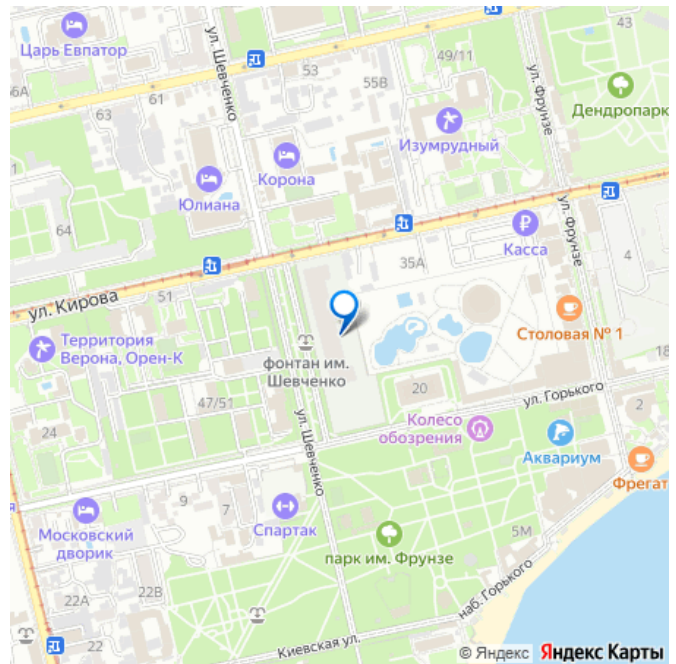 Царь Евпатор
ул. Шевченко
49/11
43
53
55В
66А
61
63
ул. Фрунзе
Дендропарк
Изумрудный
Корона
Юлиана
64
ул. Фрунзе
Касса
4
35А
ул. Кирова
51
Столовая № 1
Территория
Верона, Орен-К
фонтан им.
Шевченко
18
20
ул. Горького
2
47/51
24
ул. Шевченко
Колесо
обозрения
Аквариум
Фрегат
9
7
Московский
дворик
Спартак
5М
парк им. Фрунзе
22А
22В
22
наб. Горького
Киевская ул.
© Яндекс Яндекс Карты